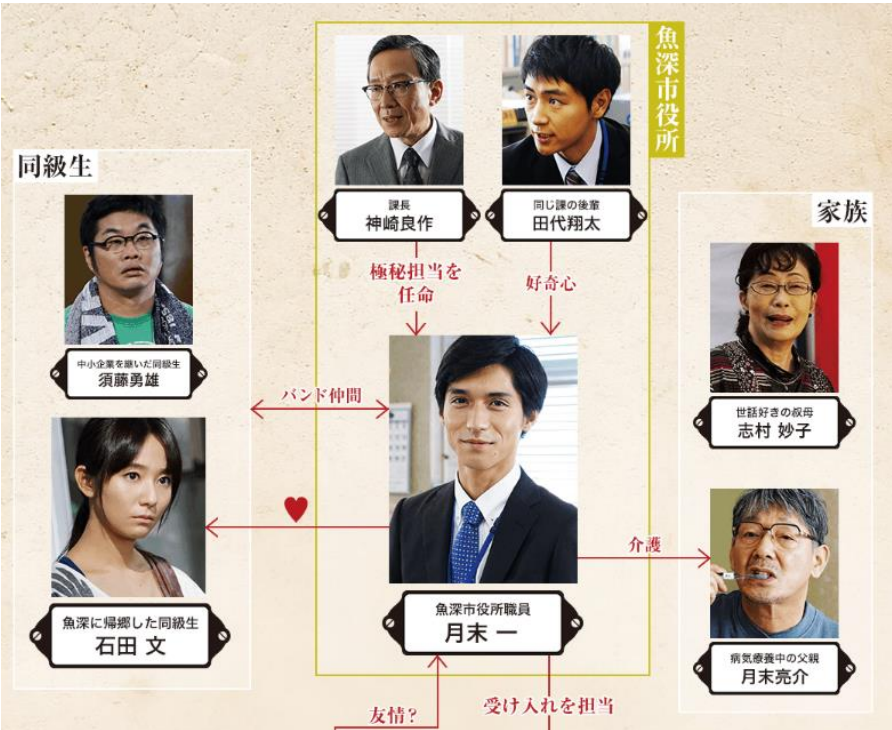 魚深市役所
課長
神崎良作
同じ課の後輩
田代翔太
同級生
中小企業を継いだ同級生
須藤勇雄
極秘担当を
任命
好奇心
家族
世話好きの叔母
志村 妙子
バンド仲間
介護
魚深に帰郷した同級生
石田 文
魚深市役所職員
月末 一
病気療養中の父親
月末亮介
友情?
受け入れを担当